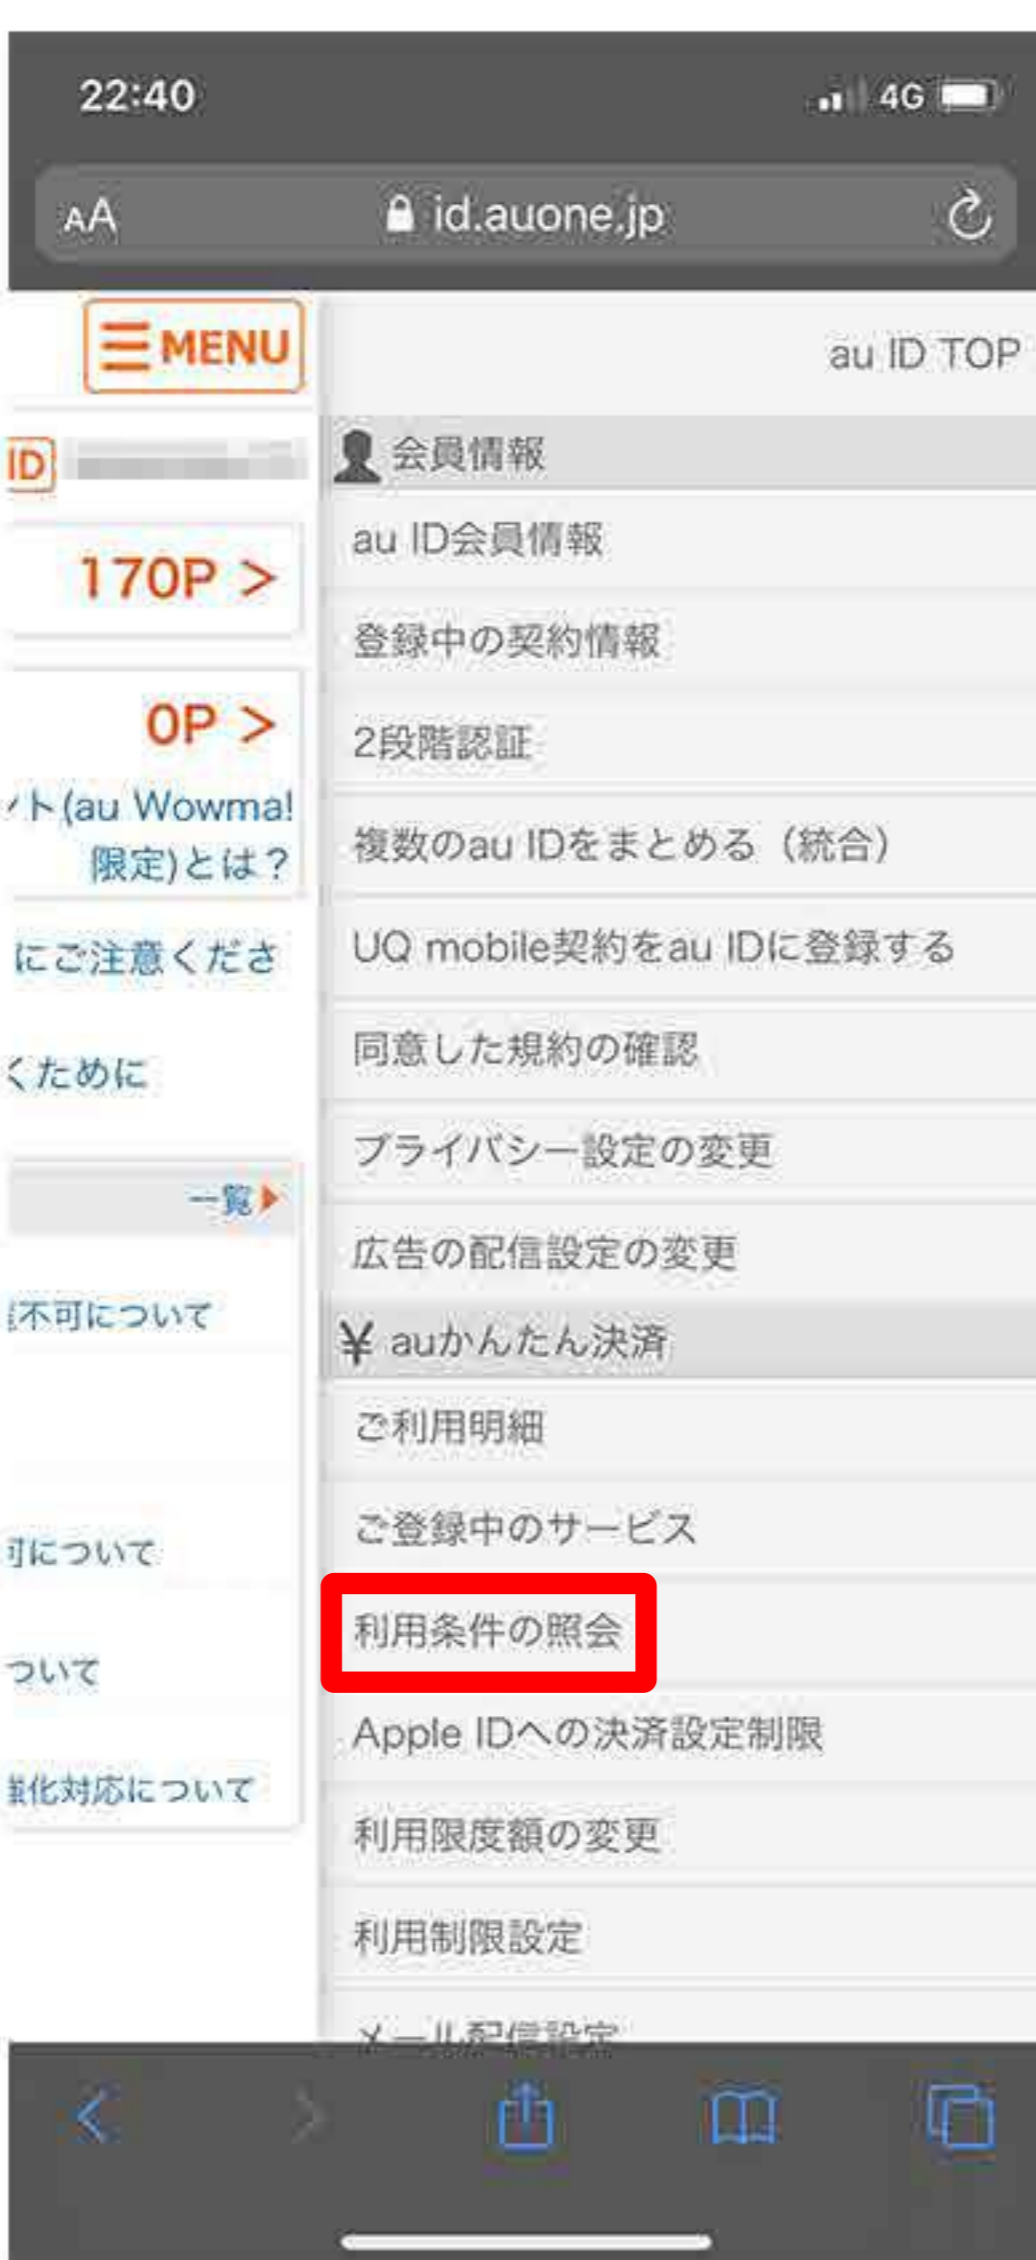 22:40
4G
AA
id.auone.jp
MENU
ID
170P >
0P >
ント(au Wowma!
限定)とは？
にご注意くださ
くために
一覧
不可について
可について
ついて
強化対応について
au ID TOP
会員情報
au ID会員情報
登録中の契約情報
2段階認証
複数のau IDをまとめる（統合）
UQ mobile契約をau IDに登録する
同意した規約の確認
プライバシー設定の変更
広告の配信設定の変更
¥ auかんたん決済
ご利用明細
ご登録中のサービス
利用条件の照会
Apple IDへの決済設定制限
利用限度額の変更
利用制限設定
メール配信設定